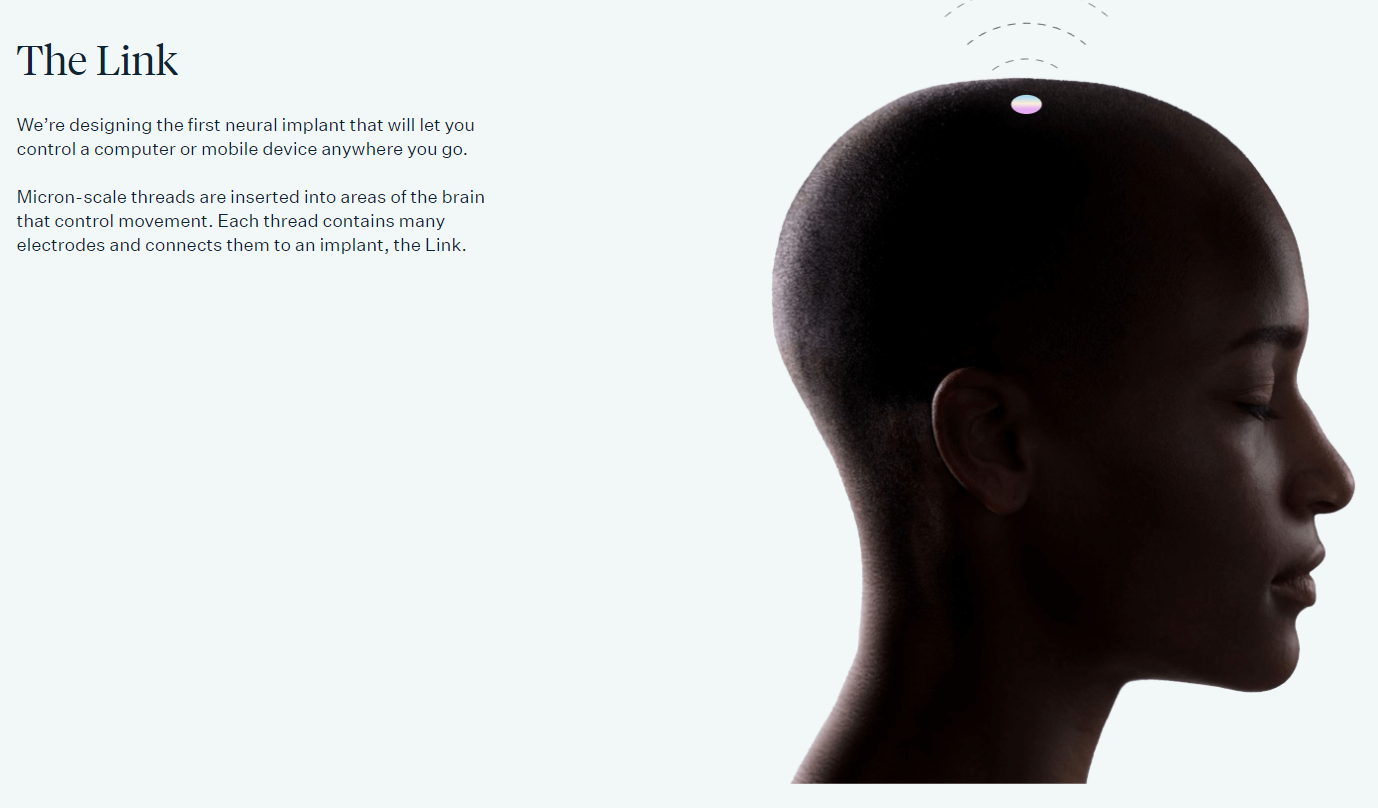 The Link
We’re designing the first neural implant that will let you
control a computer or mobile device anywhere you go.
Micron-scale threads are inserted into areas of the brain
that control movement. Each thread contains many
electrodes and connects them to an implant, the Link.